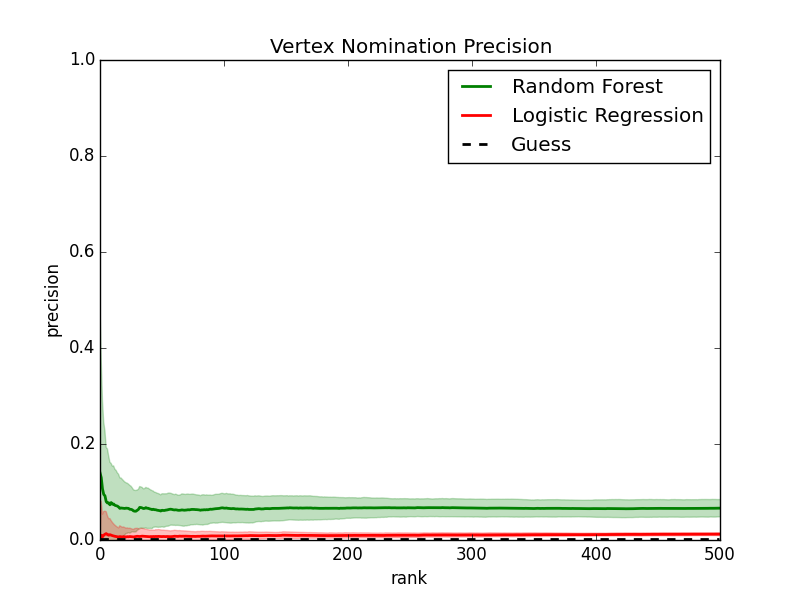 Vertex Nomination Precision
1.0
0.8
0.6
0.4
0.2
0.0
precision
Random Forest
Logistic Regression
Guess
0 100 200 300 400 500
rank